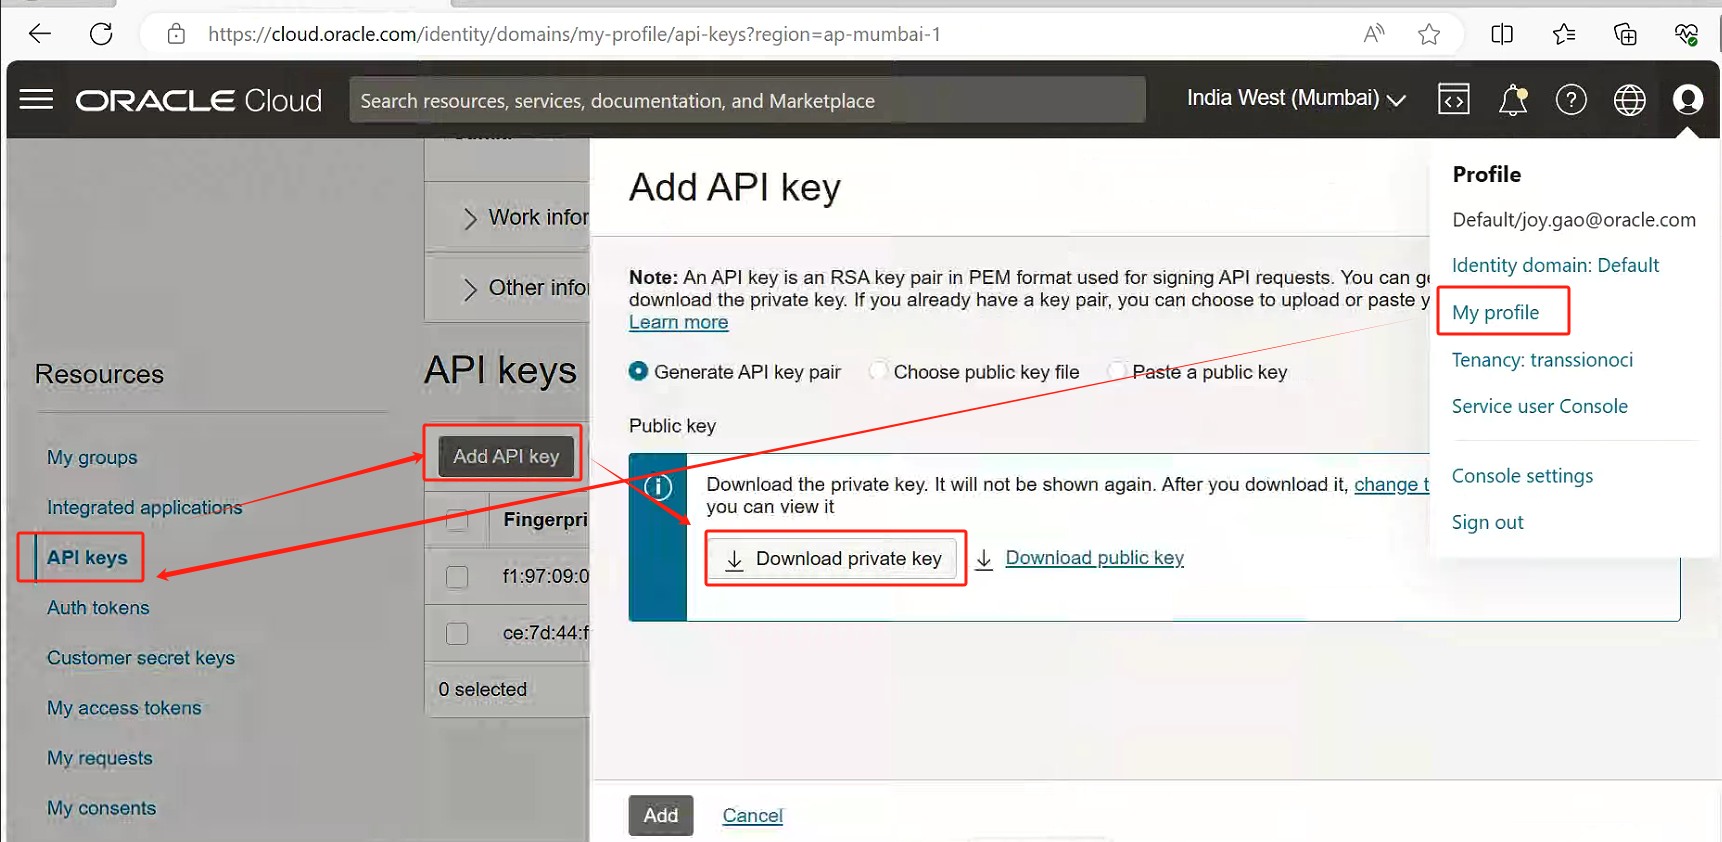 https://cloud.oracle.com/identity/domains/my-profile/api-keys?region=ap-mumbai-1
ORACLE Cloud
Search resources, services, documentation, and Marketplace
India West (Mumbai)
Profile
Default/joy.gao@oracle.com
Identity domain: Default
My profile
Tenancy: transsionoci
Service user Console
Console settings
Sign out
Work infor
Other infor
Resources
My groups
Integrated applications
API keys
Auth tokens
Customer secret keys
My access tokens
My requests
My consents
API keys
Add API key
Fingerpri
f1:97:09:0
ce:7d:44:f
0 selected
Add API key
Note: An API key is an RSA key pair in PEM format used for signing API requests. You can ge
download the private key. If you already have a key pair, you can choose to upload or paste y
Learn more
Generate API key pair
Choose public key file
Paste a public key
Public key
Download the private key. It will not be shown again. After you download it, change t
you can view it
Download private key
Download public key
Add
Cancel